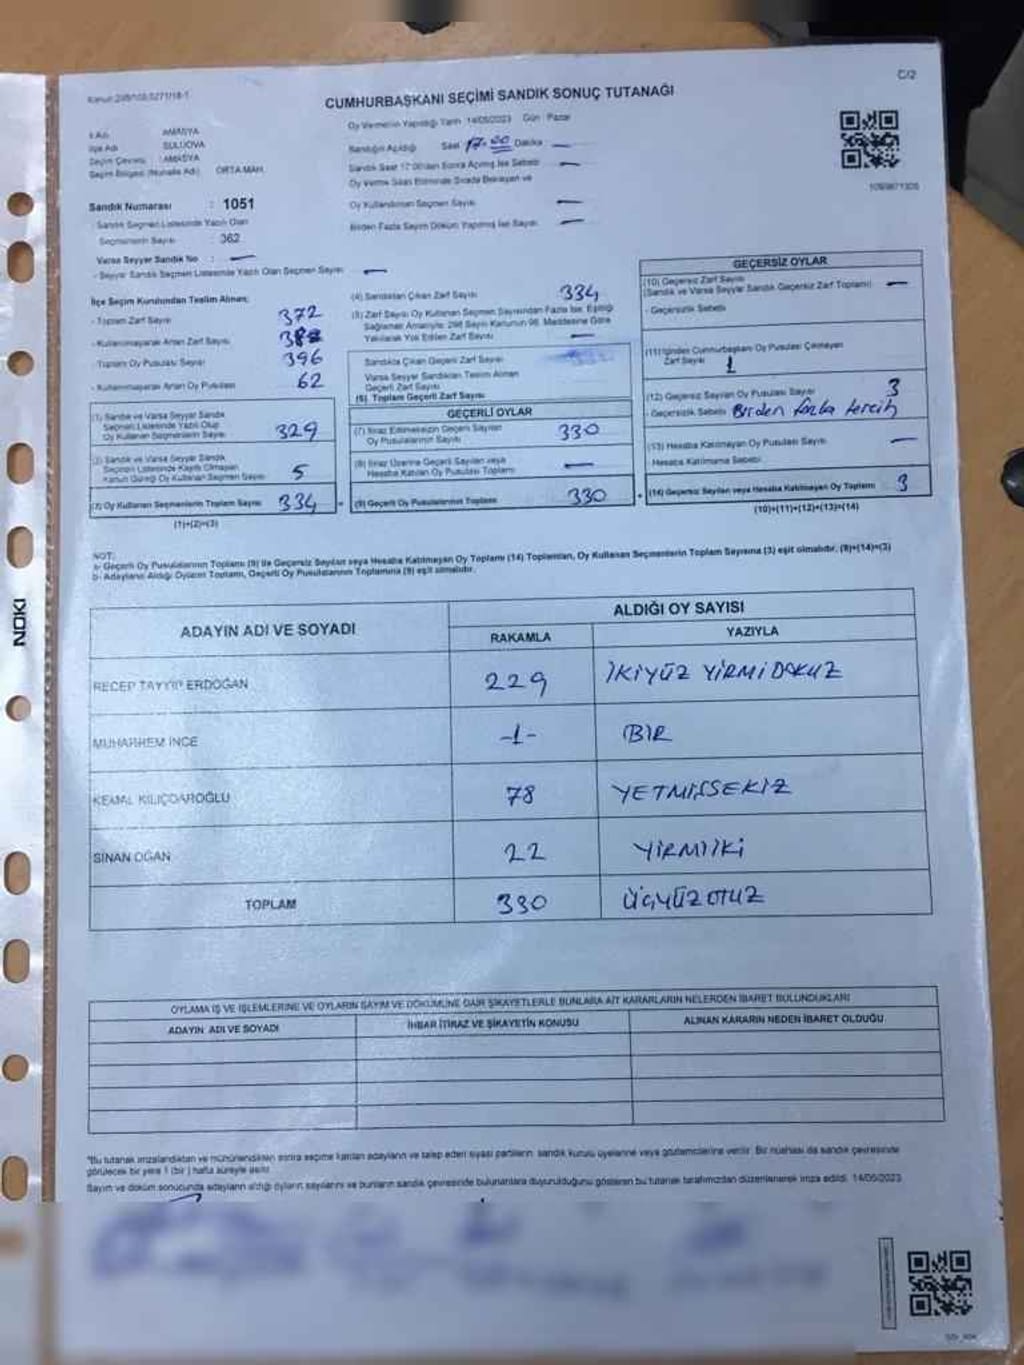 C/2
CUMHURBAŞKANI SEÇİMİ SANDIK SONUÇ TUTANAĞI
İl Adı AMASYA
İlçe Adı SULUOVA
Seçim Çevresi : AMASYA
Seçim Bölgesi (Mahalle Adı) ORTA MAH.
Sandık Numarası : 1051
- Sandık Seçmen Listesinde Yazılı Olan
Seçmenlerin Sayısı : 362
Varsa Seyyar Sandık No : —
- Seyyar Sandık Seçmen Listesinde Yazılı Olan Seçmen Sayısı —
Oy Vermenin Yapıldığı Tarih 14/05/2023 Gün : Pazar
Sandığın Açıldığı Saat 17.00 Dakika —
Sandık Saat 17:00'den Sonra Açılmış İse Sebebi —
Oy Verme Saati Bitiminde Sırada Bekleyen ve
Oy Kullandırılan Seçmen Sayısı —
Birden Fazla Sayım Döküm Yapılmış İse Sayısı —
İlçe Seçim Kurulundan Teslim Alınan;
- Toplam Zarf Sayısı 372
- Kullanılmayarak Artan Zarf Sayısı
- Toplam Oy Pusulası Sayısı 396
- Kullanılmayarak Artan Oy Pusulası 62
(1) Sandık ve Varsa Seyyar Sandık
Seçmen Listesinde Yazılı Olup
Oy Kullanan Seçmenlerin Sayısı 329
(2) Sandık ve Varsa Seyyar Sandık
Seçmen Listesinde Kayıtlı Olmayan
Kanun Gereği Oy Kullanan Seçmen Sayısı 5
(3) Oy Kullanan Seçmenlerin Toplam Sayısı 334
(1)+(2)=(3)
(4) Sandıktan Çıkan Zarf Sayısı 334
(5) Zarf Sayısı Oy Kullanan Seçmen Sayısından Fazla İse, Eşitliği
Sağlamak Amacıyla; 298 Sayılı Kanunun 98. Maddesine Göre
Yakılarak Yok Edilen Zarf Sayısı —
Sandıkta Çıkan Geçerli Zarf Sayısı
Varsa Seyyar Sandıktan Teslim Alınan
Geçerli Zarf Sayısı
(6) Toplam Geçerli Zarf Sayısı
GEÇERLİ OYLAR
(7) İtiraz Edilmeksizin Geçerli Sayılan
Oy Pusulalarının Sayısı 330
(8) İtiraz Üzerine Geçerli Sayılan veya
Hesaba Katılan Oy Pusulası Toplamı —
(9) Geçerli Oy Pusulalarının Toplamı 330
GEÇERSİZ OYLAR
(10) Geçersiz Zarf Sayısı
(Sandık ve Varsa Seyyar Sandık Geçersiz Zarf Toplamı) —
- Geçersizlik Sebebi
(11) İçinden Cumhurbaşkanı Oy Pusulası Çıkmayan
Zarf Sayısı 1
(12) Geçersiz Sayılan Oy Pusulası Sayısı 3
- Geçersizlik Sebebi Birden fazla tercih
(13) Hesaba Katılmayan Oy Pusulası Sayısı —
Hesaba Katılmama Sebebi
(14) Geçersiz Sayılan veya Hesaba Katılmayan Oy Toplamı 3
(10)+(11)+(12)+(13)=(14)
NOT:
a- Geçerli Oy Pusulalarının Toplamı (9) ile Geçersiz Sayılan veya Hesaba Katılmayan Oy Toplamı (14) Toplamları, Oy Kullanan Seçmenlerin Toplam Sayısına (3) eşit olmalıdır. (9)+(14)=(3)
b- Adayların Aldığı Oyların Toplamı, Geçerli Oy Pusulalarının Toplamına (9) eşit olmalıdır.
ADAYIN ADI VE SOYADI
ALDIĞI OY SAYISI
RAKAMLA YAZIYLA
RECEP TAYYİP ERDOĞAN 229 İKİYÜZ YİRMİDOKUZ
MUHARREM İNCE -1- BİR
KEMAL KILIÇDAROĞLU 78 YETMİŞSEKİZ
SİNAN OĞAN 22 YİRMİİKİ
TOPLAM 330 ÜÇYÜZOTUZ
OYLAMA İŞ VE İŞLEMLERİNE VE OYLARIN SAYIM VE DÖKÜMÜNE DAİR ŞİKAYETLERLE BUNLARA AİT KARARLARIN NELERDEN İBARET BULUNDUKLARI
ADAYIN ADI VE SOYADI İHBAR İTİRAZ VE ŞİKAYETİN KONUSU ALINAN KARARIN NEDEN İBARET OLDUĞU
*Bu tutanak imzalandıktan ve mühürlendikten sonra seçime katılan adayların ve talep eden siyasi partilerin sandık kurulu üyelerine veya gözlemcilerine verilir. Bir nüshası da sandık çevresinde
görülecek bir yere 1 (bir) hafta süreyle asılır.
Sayım ve döküm sonucunda adayların aldığı oyların sayılarını ve bunların sandık çevresinde bulunanlara duyurulduğunu gösteren bu tutanak tarafımızdan düzenlenerek imza edildi. 14/05/2023
NOKI